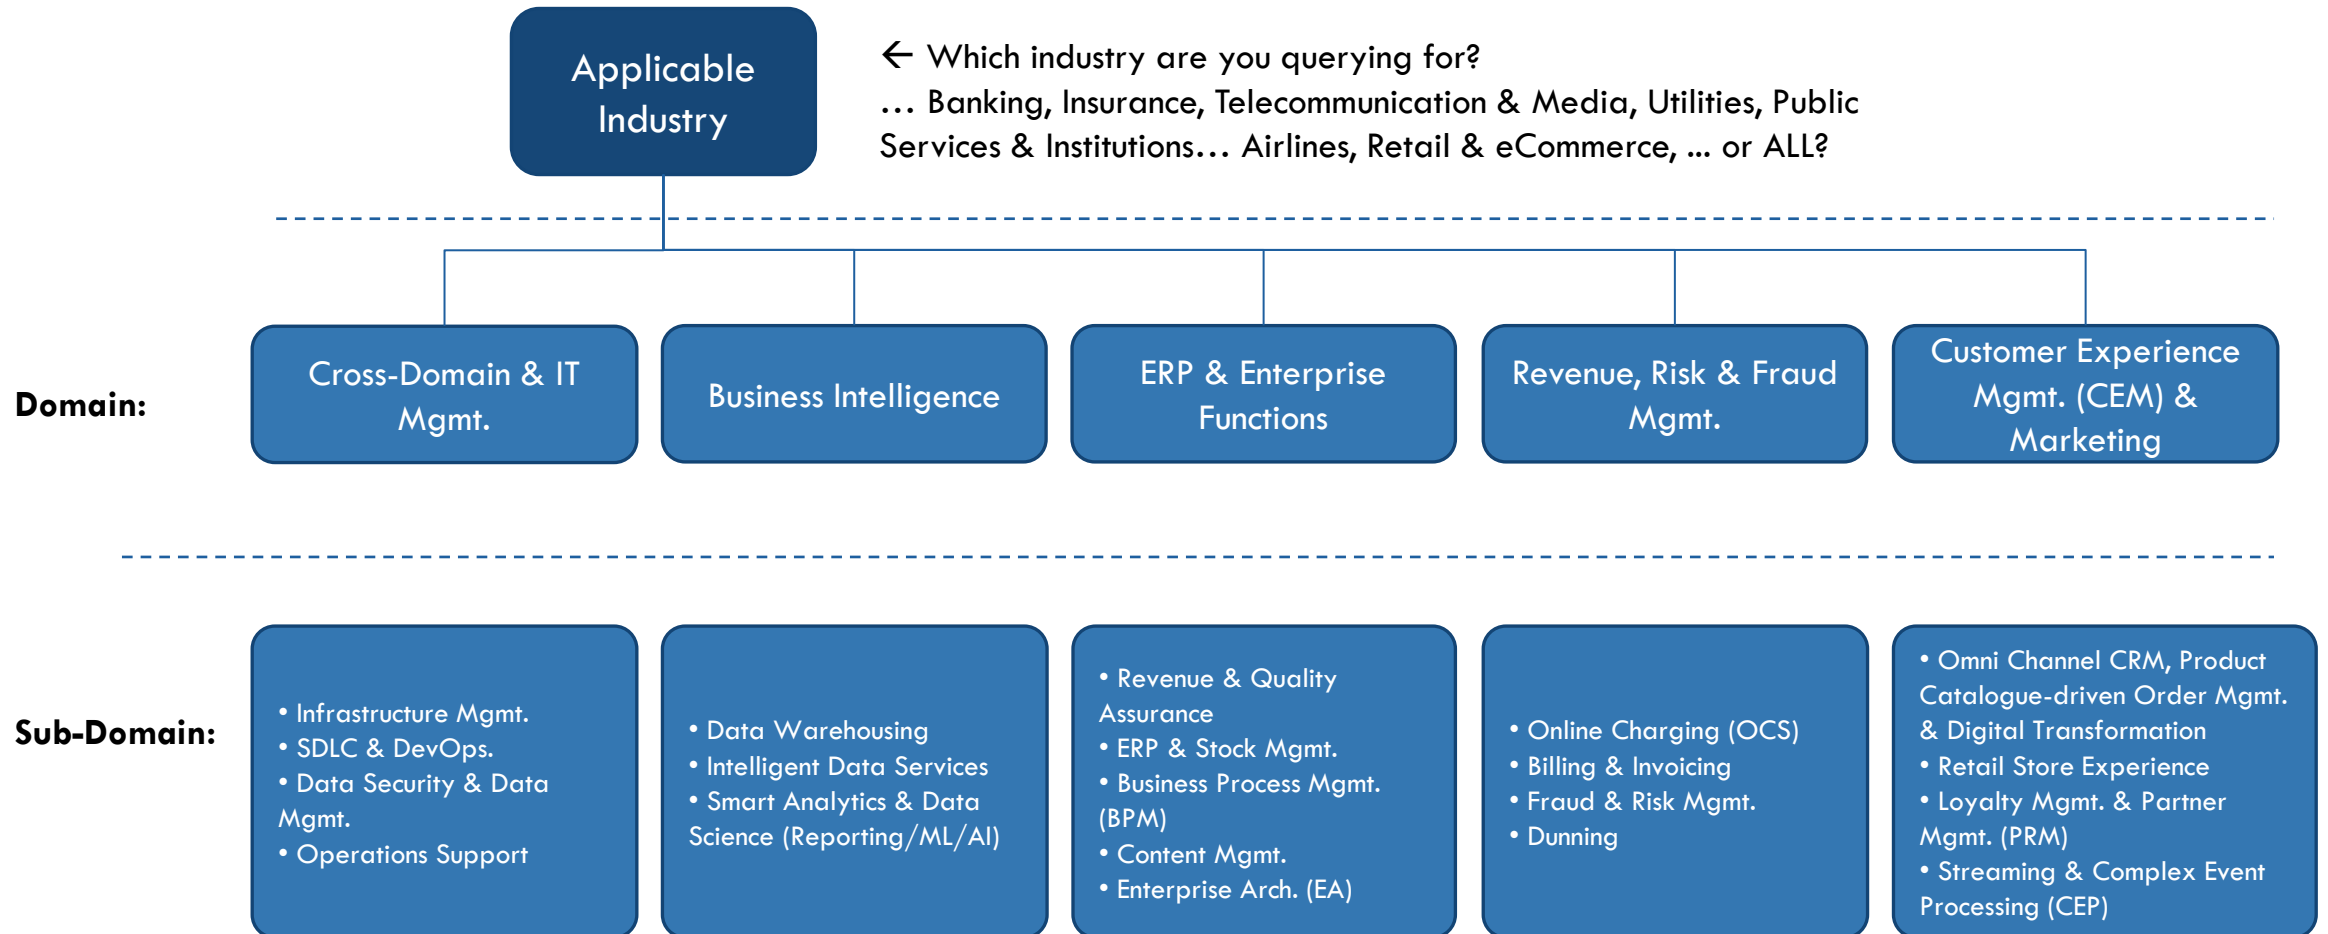 Applicable
Industry
← Which industry are you querying for?
… Banking, Insurance, Telecommunication & Media, Utilities, Public
Services & Institutions… Airlines, Retail & eCommerce, ... or ALL?
Domain:
Cross-Domain & IT
Mgmt.
Business Intelligence
ERP & Enterprise
Functions
Revenue, Risk & Fraud
Mgmt.
Customer Experience
Mgmt. (CEM) &
Marketing
Sub-Domain:
• Infrastructure Mgmt.
• SDLC & DevOps.
• Data Security & Data
Mgmt.
• Operations Support
• Data Warehousing
• Intelligent Data Services
• Smart Analytics & Data
Science (Reporting/ML/AI)
• Revenue & Quality
Assurance
• ERP & Stock Mgmt.
• Business Process Mgmt.
(BPM)
• Content Mgmt.
• Enterprise Arch. (EA)
• Online Charging (OCS)
• Billing & Invoicing
• Fraud & Risk Mgmt.
• Dunning
• Omni Channel CRM, Product
Catalogue-driven Order Mgmt.
& Digital Transformation
• Retail Store Experience
• Loyalty Mgmt. & Partner
Mgmt. (PRM)
• Streaming & Complex Event
Processing (CEP)